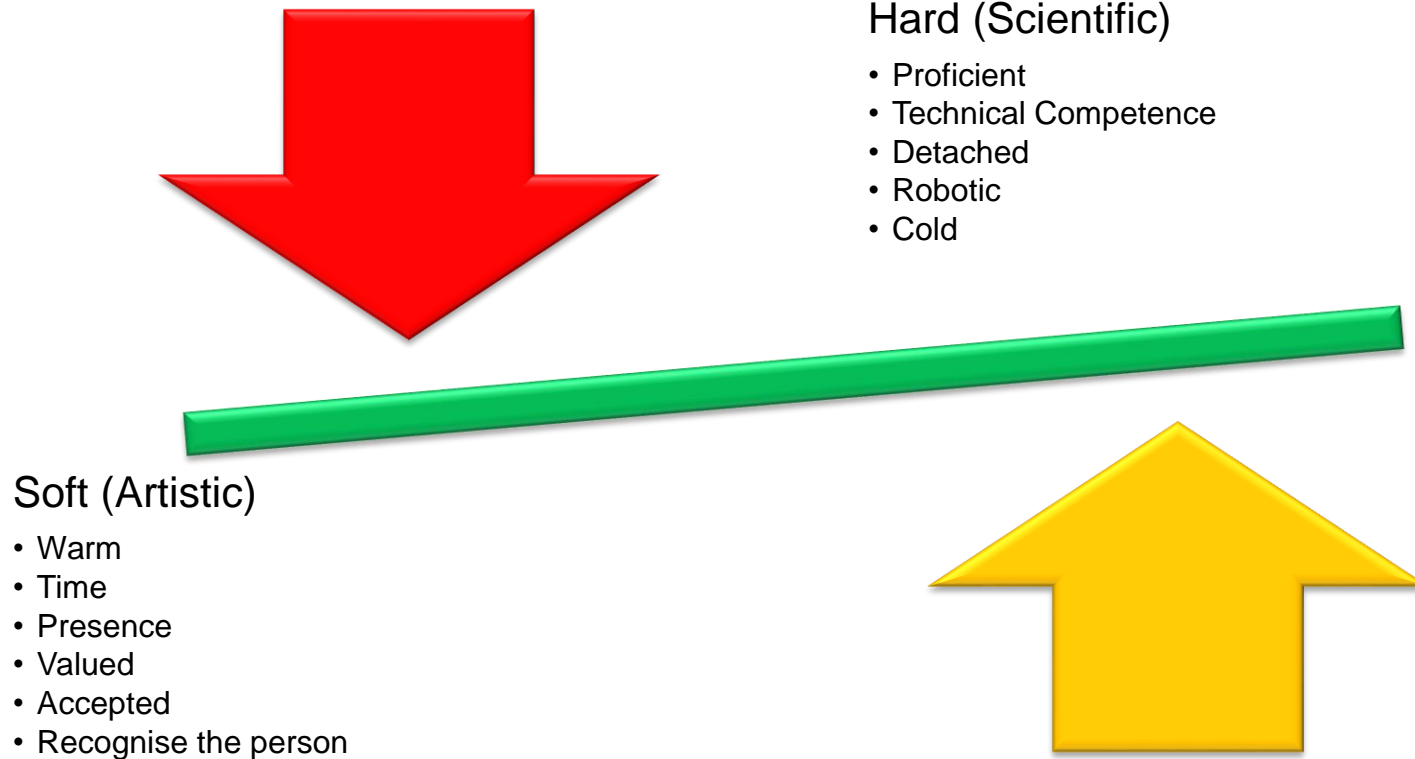 Hard (Scientific)
• Proficient
• Technical Competence
• Detached
• Robotic
• Cold
Soft (Artistic)
• Warm
• Time
• Presence
• Valued
• Accepted
• Recognise the person